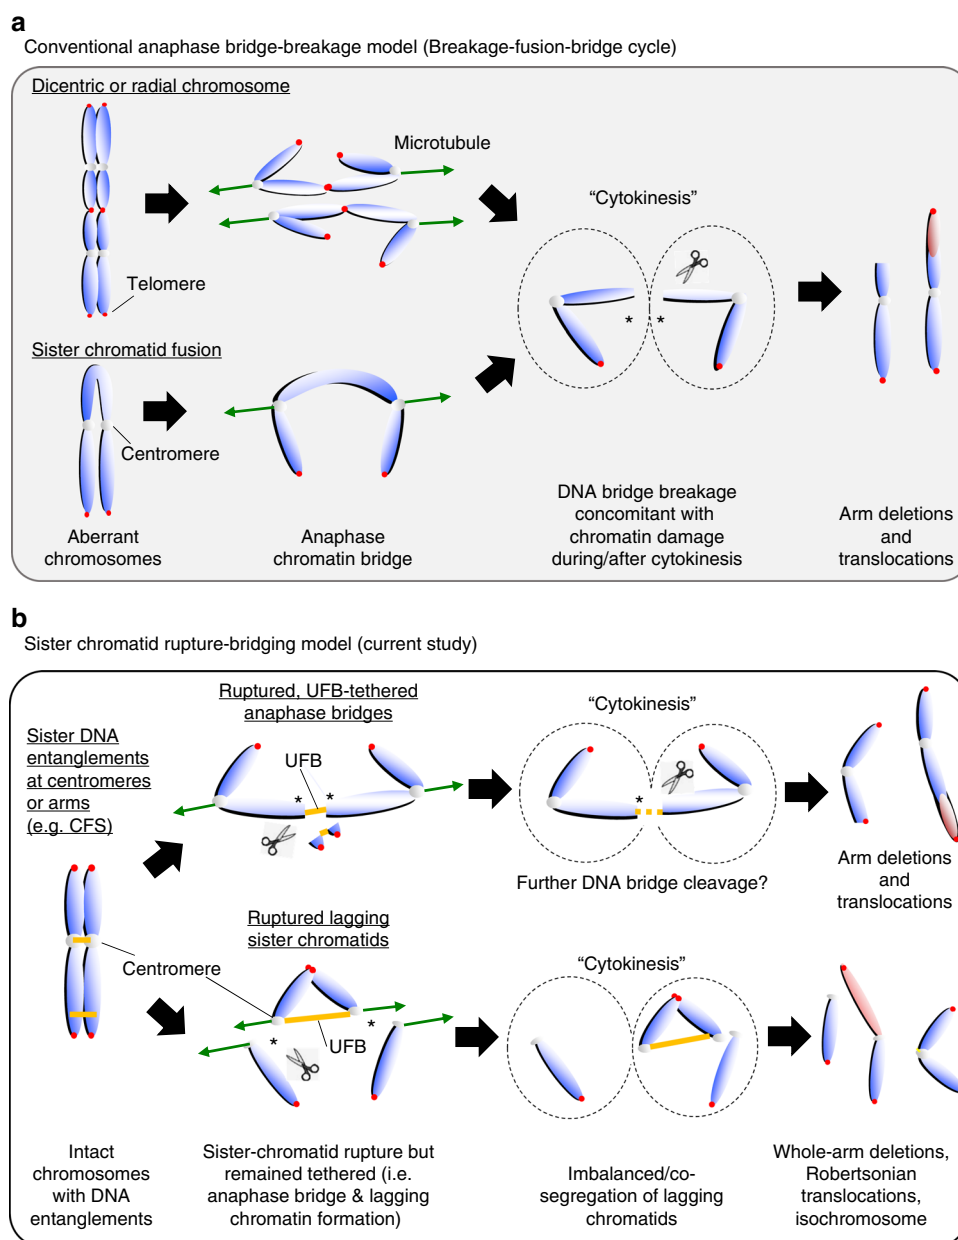 a
Conventional anaphase bridge-breakage model (Breakage-fusion-bridge cycle)
Dicentric or radial chromosome
Microtubule
"Cytokinesis"
Telomere
Sister chromatid fusion
Centromere
*
*
Aberrant
chromosomes
Anaphase
chromatin bridge
DNA bridge breakage
concomitant with
chromatin damage
during/after cytokinesis
Arm deletions
and
translocations
b
Sister chromatid rupture-bridging model (current study)
Sister DNA
entanglements
at centromeres
or arms
(e.g. CFS)
Ruptured, UFB-tethered
anaphase bridges
UFB
*
*
"Cytokinesis"
*
Further DNA bridge cleavage?
Arm deletions
and
translocations
Centromere
Ruptured lagging
sister chromatids
UFB
*
*
"Cytokinesis"
Intact
chromosomes
with DNA
entanglements
Sister-chromatid rupture but
remained tethered (i.e.
anaphase bridge & lagging
chromatin formation)
Imbalanced/co-
segregation of lagging
chromatids
Whole-arm deletions,
Robertsonian
translocations,
isochromosome